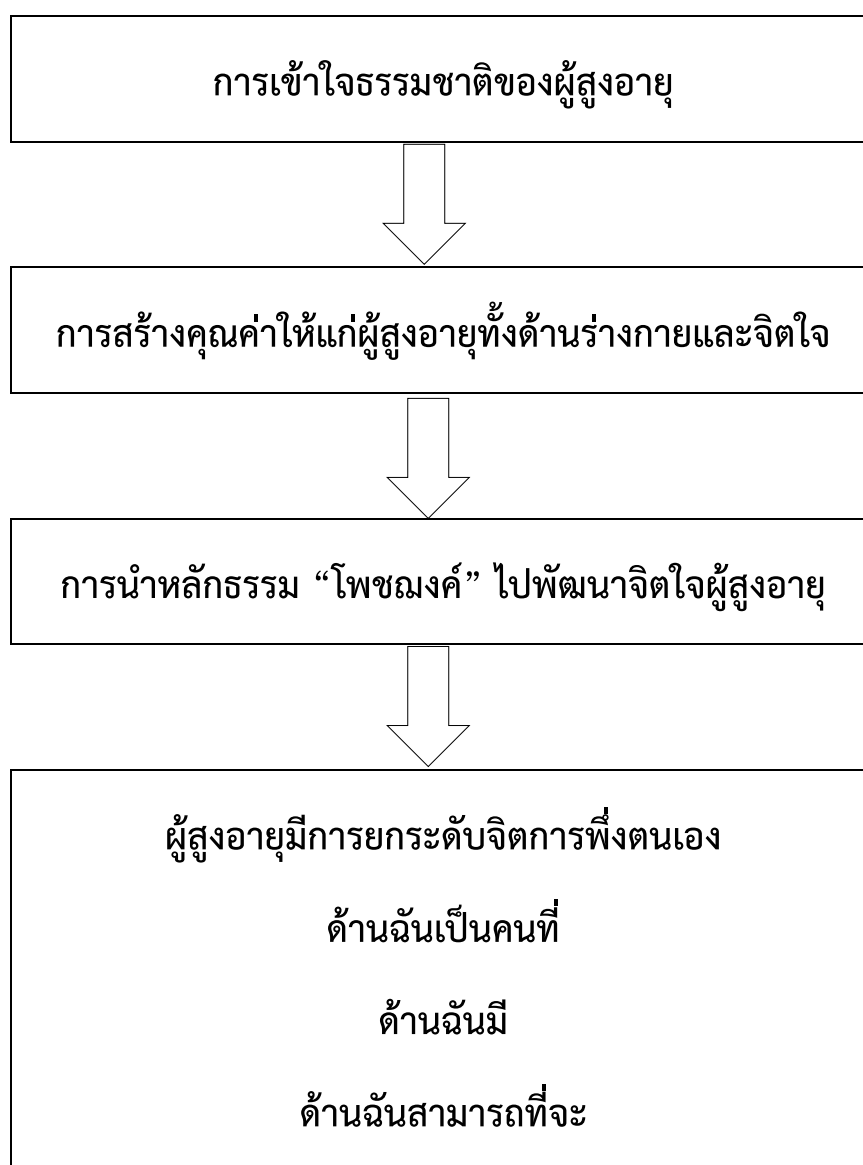 การเข้าใจธรรมชาติของผู้สูงอายุ
การสร้างคุณค่าให้แก่ผู้สูงอายุทั้งด้านร่างกายและจิตใจ
การนำหลักธรรม “โพชฌงค์” ไปพัฒนาจิตใจผู้สูงอายุ
ผู้สูงอายุมีการยกระดับจิตการพึ่งตนเอง
ด้านฉันเป็นคนที่
ด้านฉันมี
ด้านฉันสามารถที่จะ